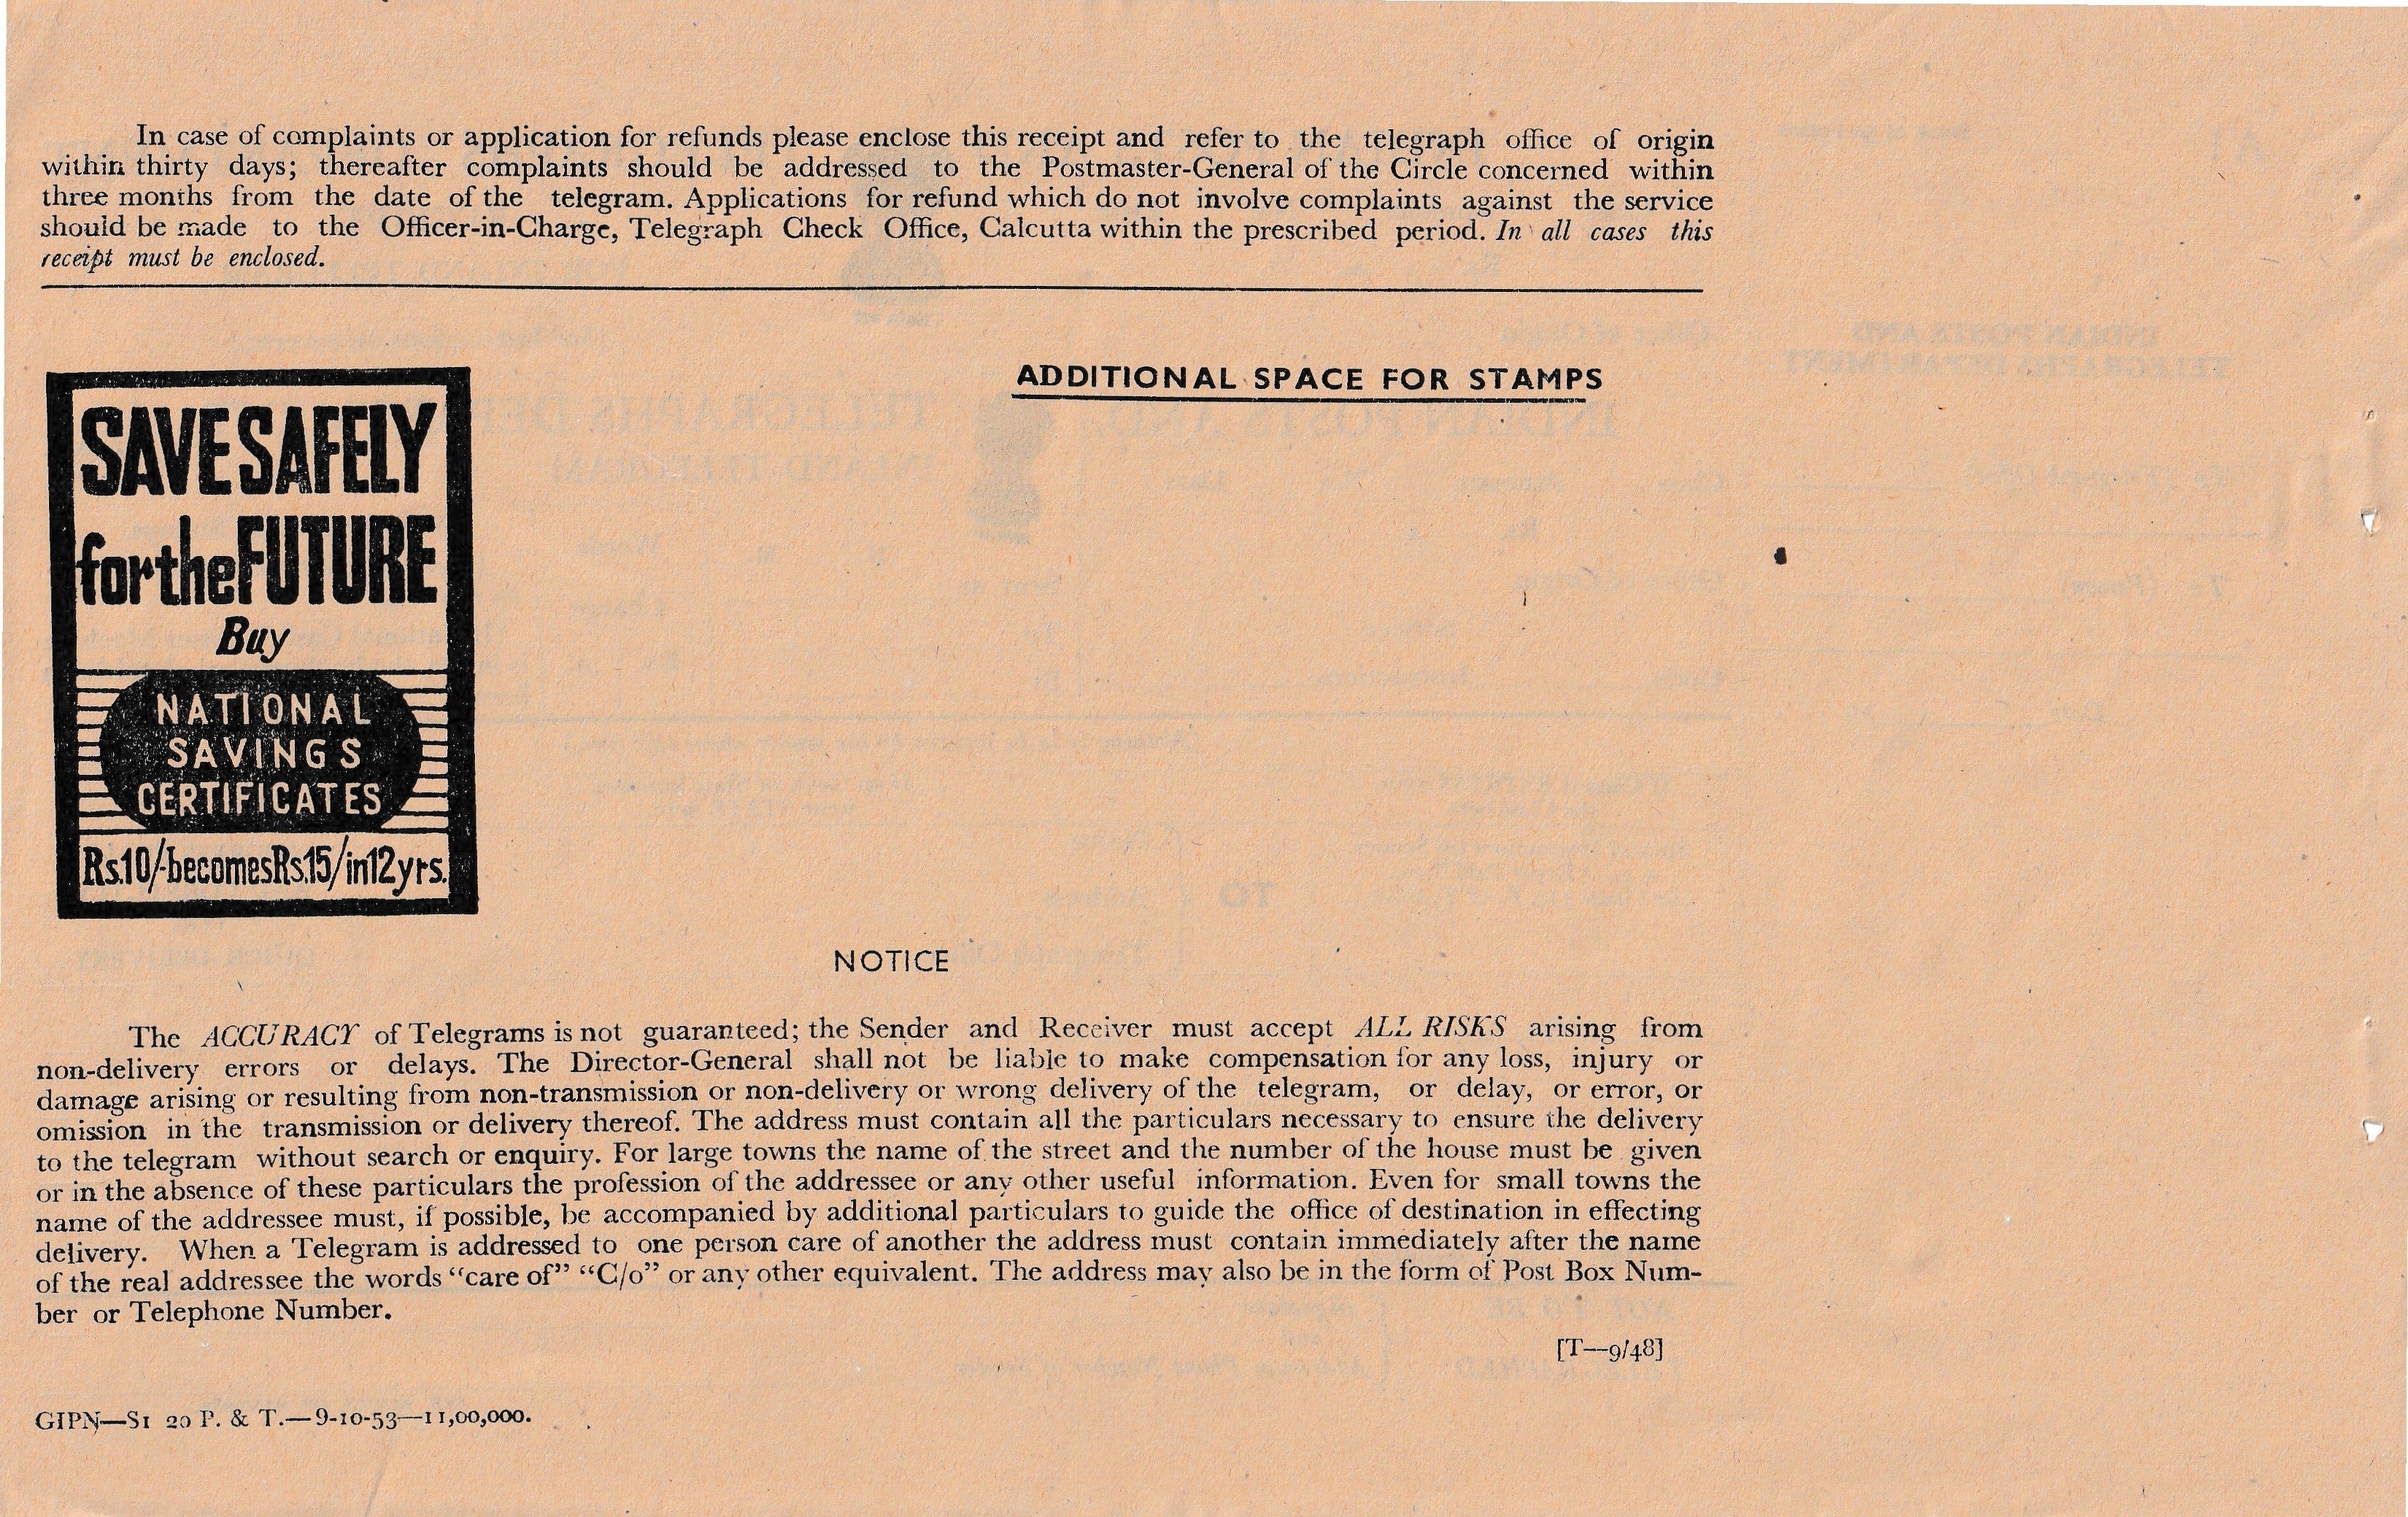 In case of complaints or application for refunds please enclose this receipt and refer to the telegraph office of origin
within thirty days; thereafter complaints should be addressed to the Postmaster-General of the Circle concerned within
three months from the date of the telegram. Applications for refund which do not involve complaints against the service
should be made to the Officer-in-Charge, Telegraph Check Office, Calcutta within the prescribed period. In all cases this
receipt must be enclosed.
ADDITIONAL SPACE FOR STAMPS
SAVE SAFELY
for the FUTURE
Buy
NATIONAL
SAVINGS
CERTIFICATES
Rs.10/-becomes Rs.15/in 12 yrs.
NOTICE
The ACCURACY of Telegrams is not guaranteed; the Sender and Receiver must accept ALL RISKS arising from
non-delivery errors or delays. The Director-General shall not be liable to make compensation for any loss, injury or
damage arising or resulting from non-transmission or non-delivery or wrong delivery of the telegram, or delay, or error, or
omission in the transmission or delivery thereof. The address must contain all the particulars necessary to ensure the delivery
to the telegram without search or enquiry. For large towns the name of the street and the number of the house must be given
or in the absence of these particulars the profession of the addressee or any other useful information. Even for small towns the
name of the addressee must, if possible, be accompanied by additional particulars to guide the office of destination in effecting
delivery. When a Telegram is addressed to one person care of another the address must contain immediately after the name
of the real addressee the words “care of” “C/o” or any other equivalent. The address may also be in the form of Post Box Num-
ber or Telephone Number.
[T—9/48]
GIPN—S1 20 P. & T.—9-10-53—11,00,000.